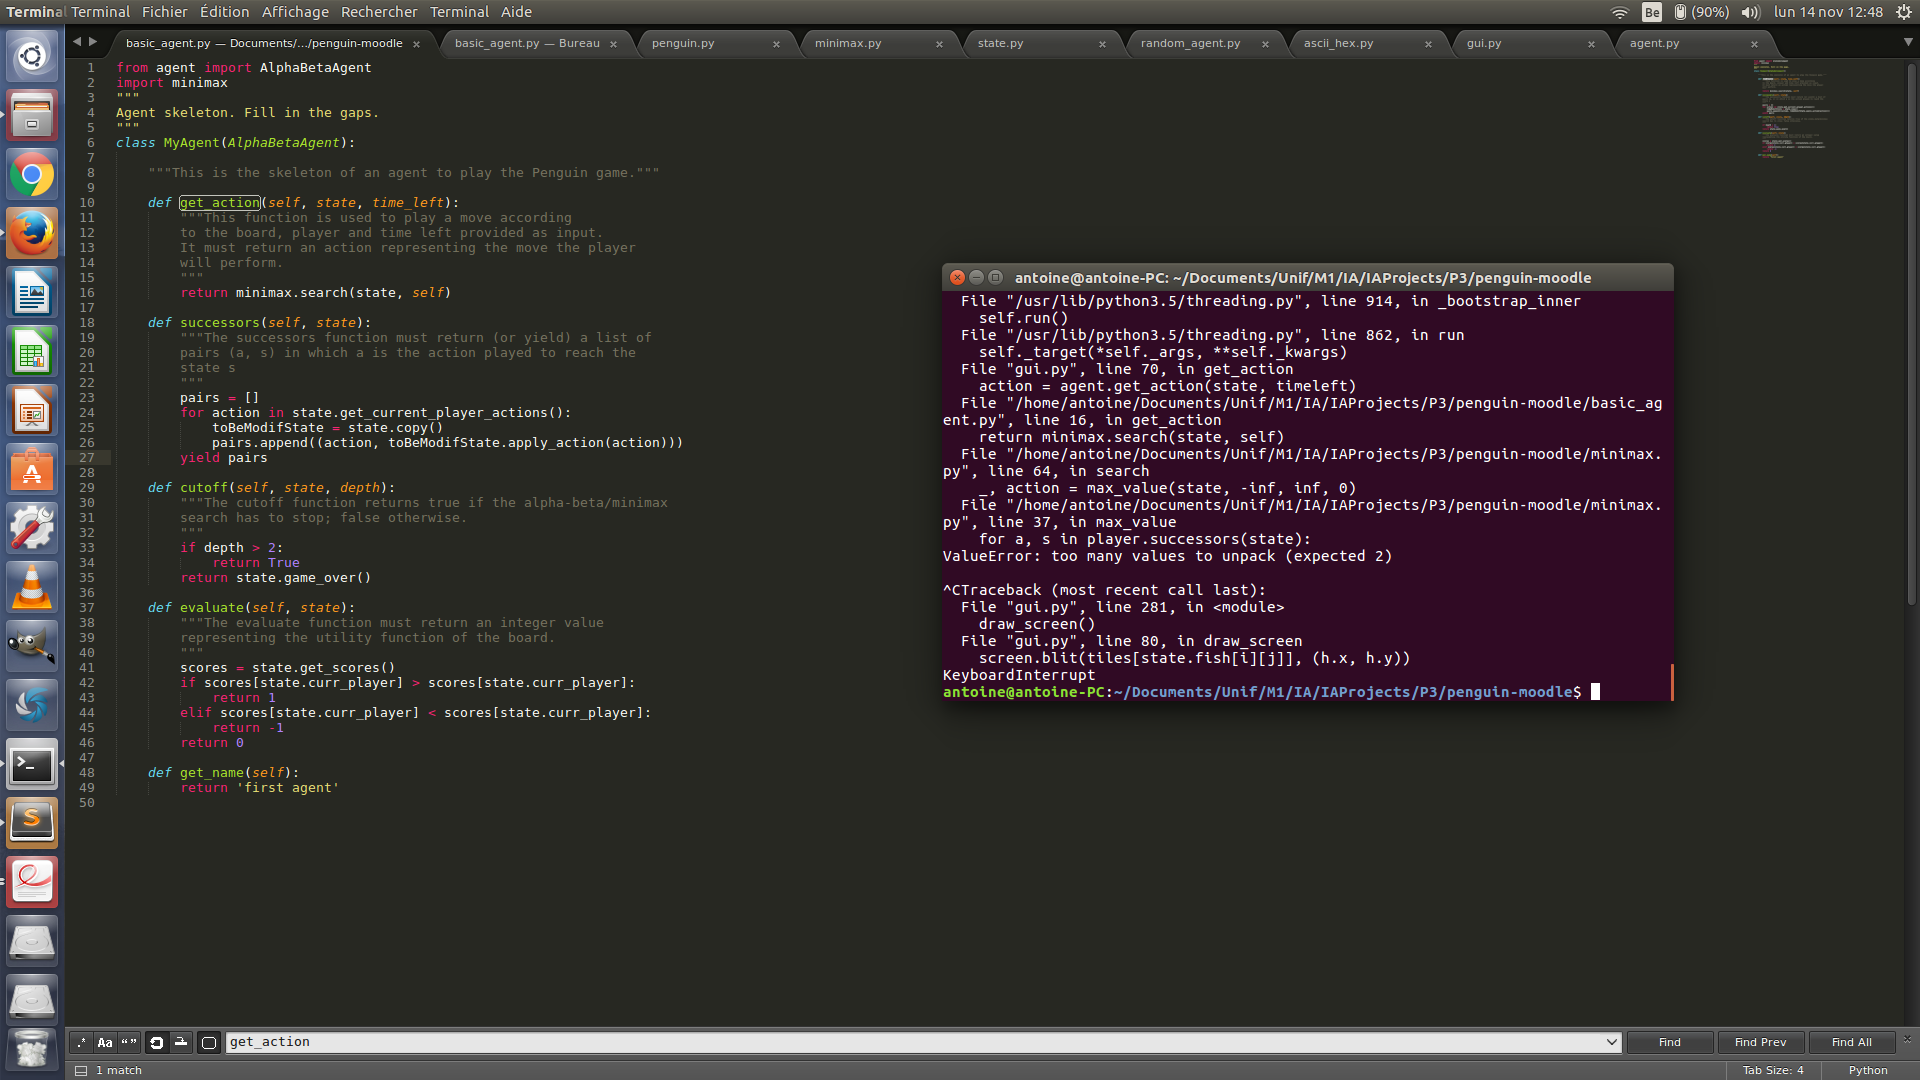 Terminal Terminal Fichier Édition Affichage Rechercher Terminal Aide
Be (90%) lun 14 nov 12:48
basic_agent.py — Documents/.../penguin-moodle × basic_agent.py — Bureau × penguin.py × minimax.py × state.py × random_agent.py × ascii_hex.py × gui.py × agent.py ×
1 from agent import AlphaBetaAgent
2 import minimax
3 """
4 Agent skeleton. Fill in the gaps.
5 """
6 class MyAgent(AlphaBetaAgent):
7
8     """This is the skeleton of an agent to play the Penguin game."""
9
10     def get_action(self, state, time_left):
11         """This function is used to play a move according
12         to the board, player and time left provided as input.
13         It must return an action representing the move the player
14         will perform.
15         """
16         return minimax.search(state, self)
17
18     def successors(self, state):
19         """The successors function must return (or yield) a list of
20         pairs (a, s) in which a is the action played to reach the
21         state s
22         """
23         pairs = []
24         for action in state.get_current_player_actions():
25             toBeModifState = state.copy()
26             pairs.append((action, toBeModifState.apply_action(action)))
27         yield pairs
28
29     def cutoff(self, state, depth):
30         """The cutoff function returns true if the alpha-beta/minimax
31         search has to stop; false otherwise.
32         """
33         if depth > 2:
34             return True
35         return state.game_over()
36
37     def evaluate(self, state):
38         """The evaluate function must return an integer value
39         representing the utility function of the board.
40         """
41         scores = state.get_scores()
42         if scores[state.curr_player] > scores[state.curr_player]:
43             return 1
44         elif scores[state.curr_player] < scores[state.curr_player]:
45             return -1
46         return 0
47
48     def get_name(self):
49         return 'first agent'
50
antoine@antoine-PC: ~/Documents/Unif/M1/IA/IAProjects/P3/penguin-moodle
  File "/usr/lib/python3.5/threading.py", line 914, in _bootstrap_inner
    self.run()
  File "/usr/lib/python3.5/threading.py", line 862, in run
    self._target(*self._args, **self._kwargs)
  File "gui.py", line 70, in get_action
    action = agent.get_action(state, timeleft)
  File "/home/antoine/Documents/Unif/M1/IA/IAProjects/P3/penguin-moodle/basic_ag
ent.py", line 16, in get_action
    return minimax.search(state, self)
  File "/home/antoine/Documents/Unif/M1/IA/IAProjects/P3/penguin-moodle/minimax.
py", line 64, in search
    _, action = max_value(state, -inf, inf, 0)
  File "/home/antoine/Documents/Unif/M1/IA/IAProjects/P3/penguin-moodle/minimax.
py", line 37, in max_value
    for a, s in player.successors(state):
ValueError: too many values to unpack (expected 2)
^CTraceback (most recent call last):
  File "gui.py", line 281, in <module>
    draw_screen()
  File "gui.py", line 80, in draw_screen
    screen.blit(tiles[state.fish[i][j]], (h.x, h.y))
KeyboardInterrupt
antoine@antoine-PC:~/Documents/Unif/M1/IA/IAProjects/P3/penguin-moodle$
.* Aa “ ” get_action Find Find Prev Find All ×
1 match Tab Size: 4 Python